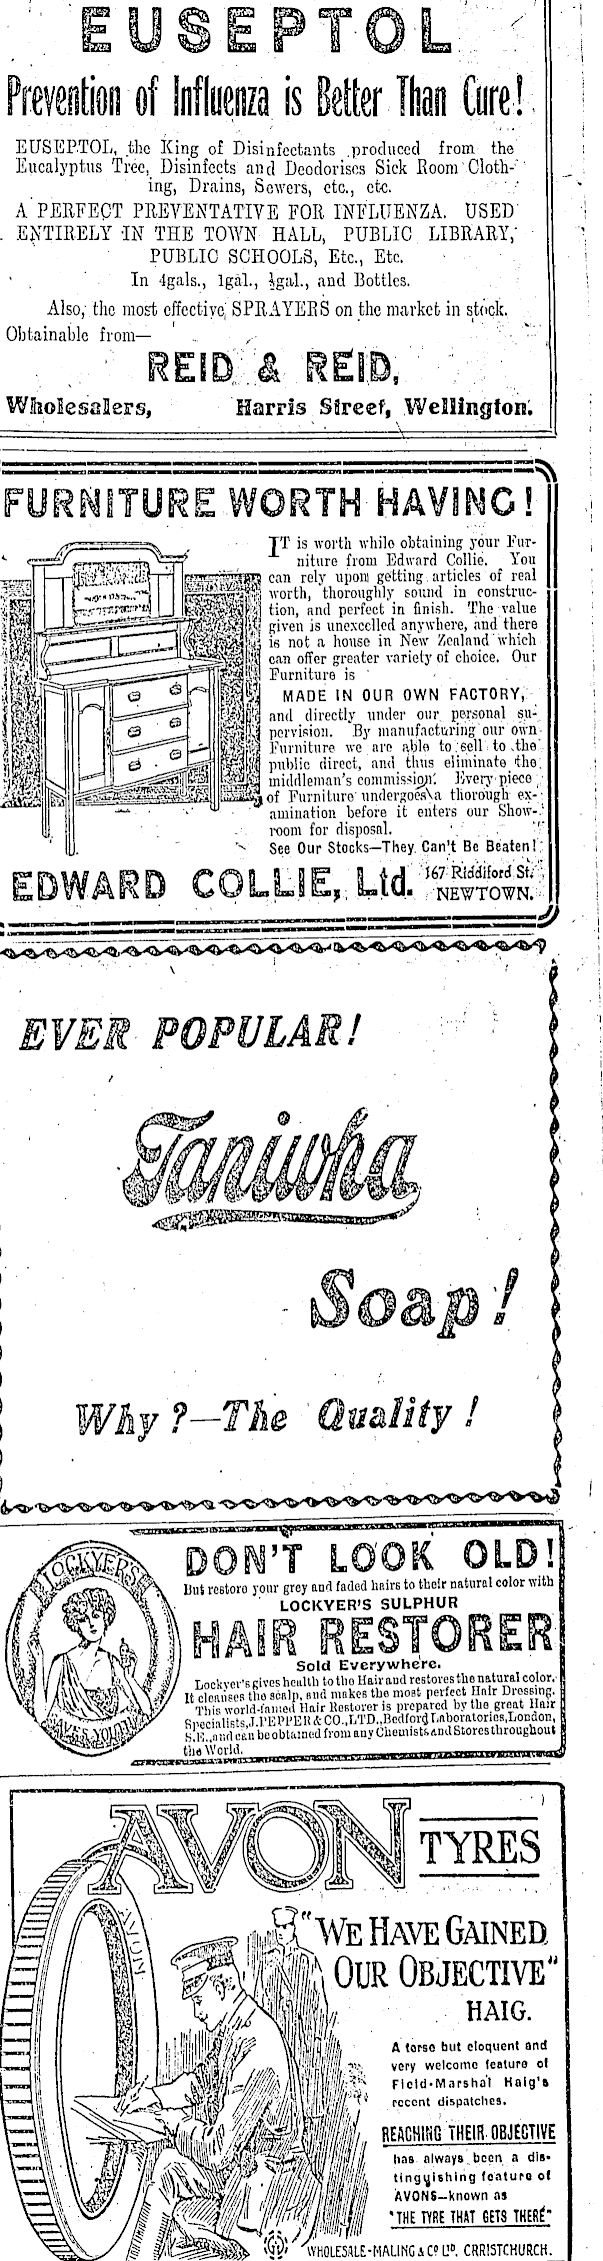 EUSEPTOL
Prevention of Influenza is Better Than Cure!
EUSEPTOL, the King of Disinfectants produced from the
Eucalyptus Tree, Disinfects and Deodorises Sick Room Cloth-
ing, Drains, Sewers, etc., etc.
A PERFECT PREVENTATIVE FOR INFLUENZA. USED
ENTIRELY IN THE TOWN HALL, PUBLIC LIBRARY,
PUBLIC SCHOOLS, Etc., Etc.
In 4gals., 1gal., ½gal., and Bottles.
Also, the most effective SPRAYERS on the market in stock.
Obtainable from—
REID & REID,
Wholesalers, Harris Street, Wellington.
FURNITURE WORTH HAVING!
IT is worth while obtaining your Fur-
niture from Edward Collie. You
can rely upon getting articles of real
worth, thoroughly sound in construc-
tion, and perfect in finish. The value
given is unexcelled anywhere, and there
is not a house in New Zealand which
can offer greater variety of choice. Our
Furniture is
MADE IN OUR OWN FACTORY,
and directly under our personal su-
pervision. By manufacturing our own
Furniture we are able to sell to the
public direct, and thus eliminate the
middleman's commission. Every piece
of Furniture undergoes a thorough ex-
amination before it enters our Show-
room for disposal.
See Our Stocks—They Can't Be Beaten!
EDWARD COLLIE, Ltd. 167 Riddiford St.
NEWTOWN.
EVER POPULAR!
Taniwha
Soap!
Why?—The Quality!
LOCKYER'S
SAVES YOUTH
DON'T LOOK OLD!
But restore your grey and faded hairs to their natural color with
LOCKYER'S SULPHUR
HAIR RESTORER
Sold Everywhere.
Lockyer's gives health to the Hair and restores the natural color.
It cleanses the scalp, and makes the most perfect Hair Dressing.
This world-famed Hair Restorer is prepared by the great Hair
Specialists, J. PEPPER & CO., LTD., Bedford Laboratories, London,
S.E., and can be obtained from any Chemists and Stores throughout
the World.
AVON TYRES
AVON
"WE HAVE GAINED
OUR OBJECTIVE"
HAIG.
A terse but eloquent and
very welcome feature of
Field-Marshal Haig's
recent dispatches.
REACHING THEIR OBJECTIVE
has always been a dis-
tinguishing feature of
AVONS—known as
"THE TYRE THAT GETS THERE"
WHOLESALE-MALING & Co LTD. CHRISTCHURCH.